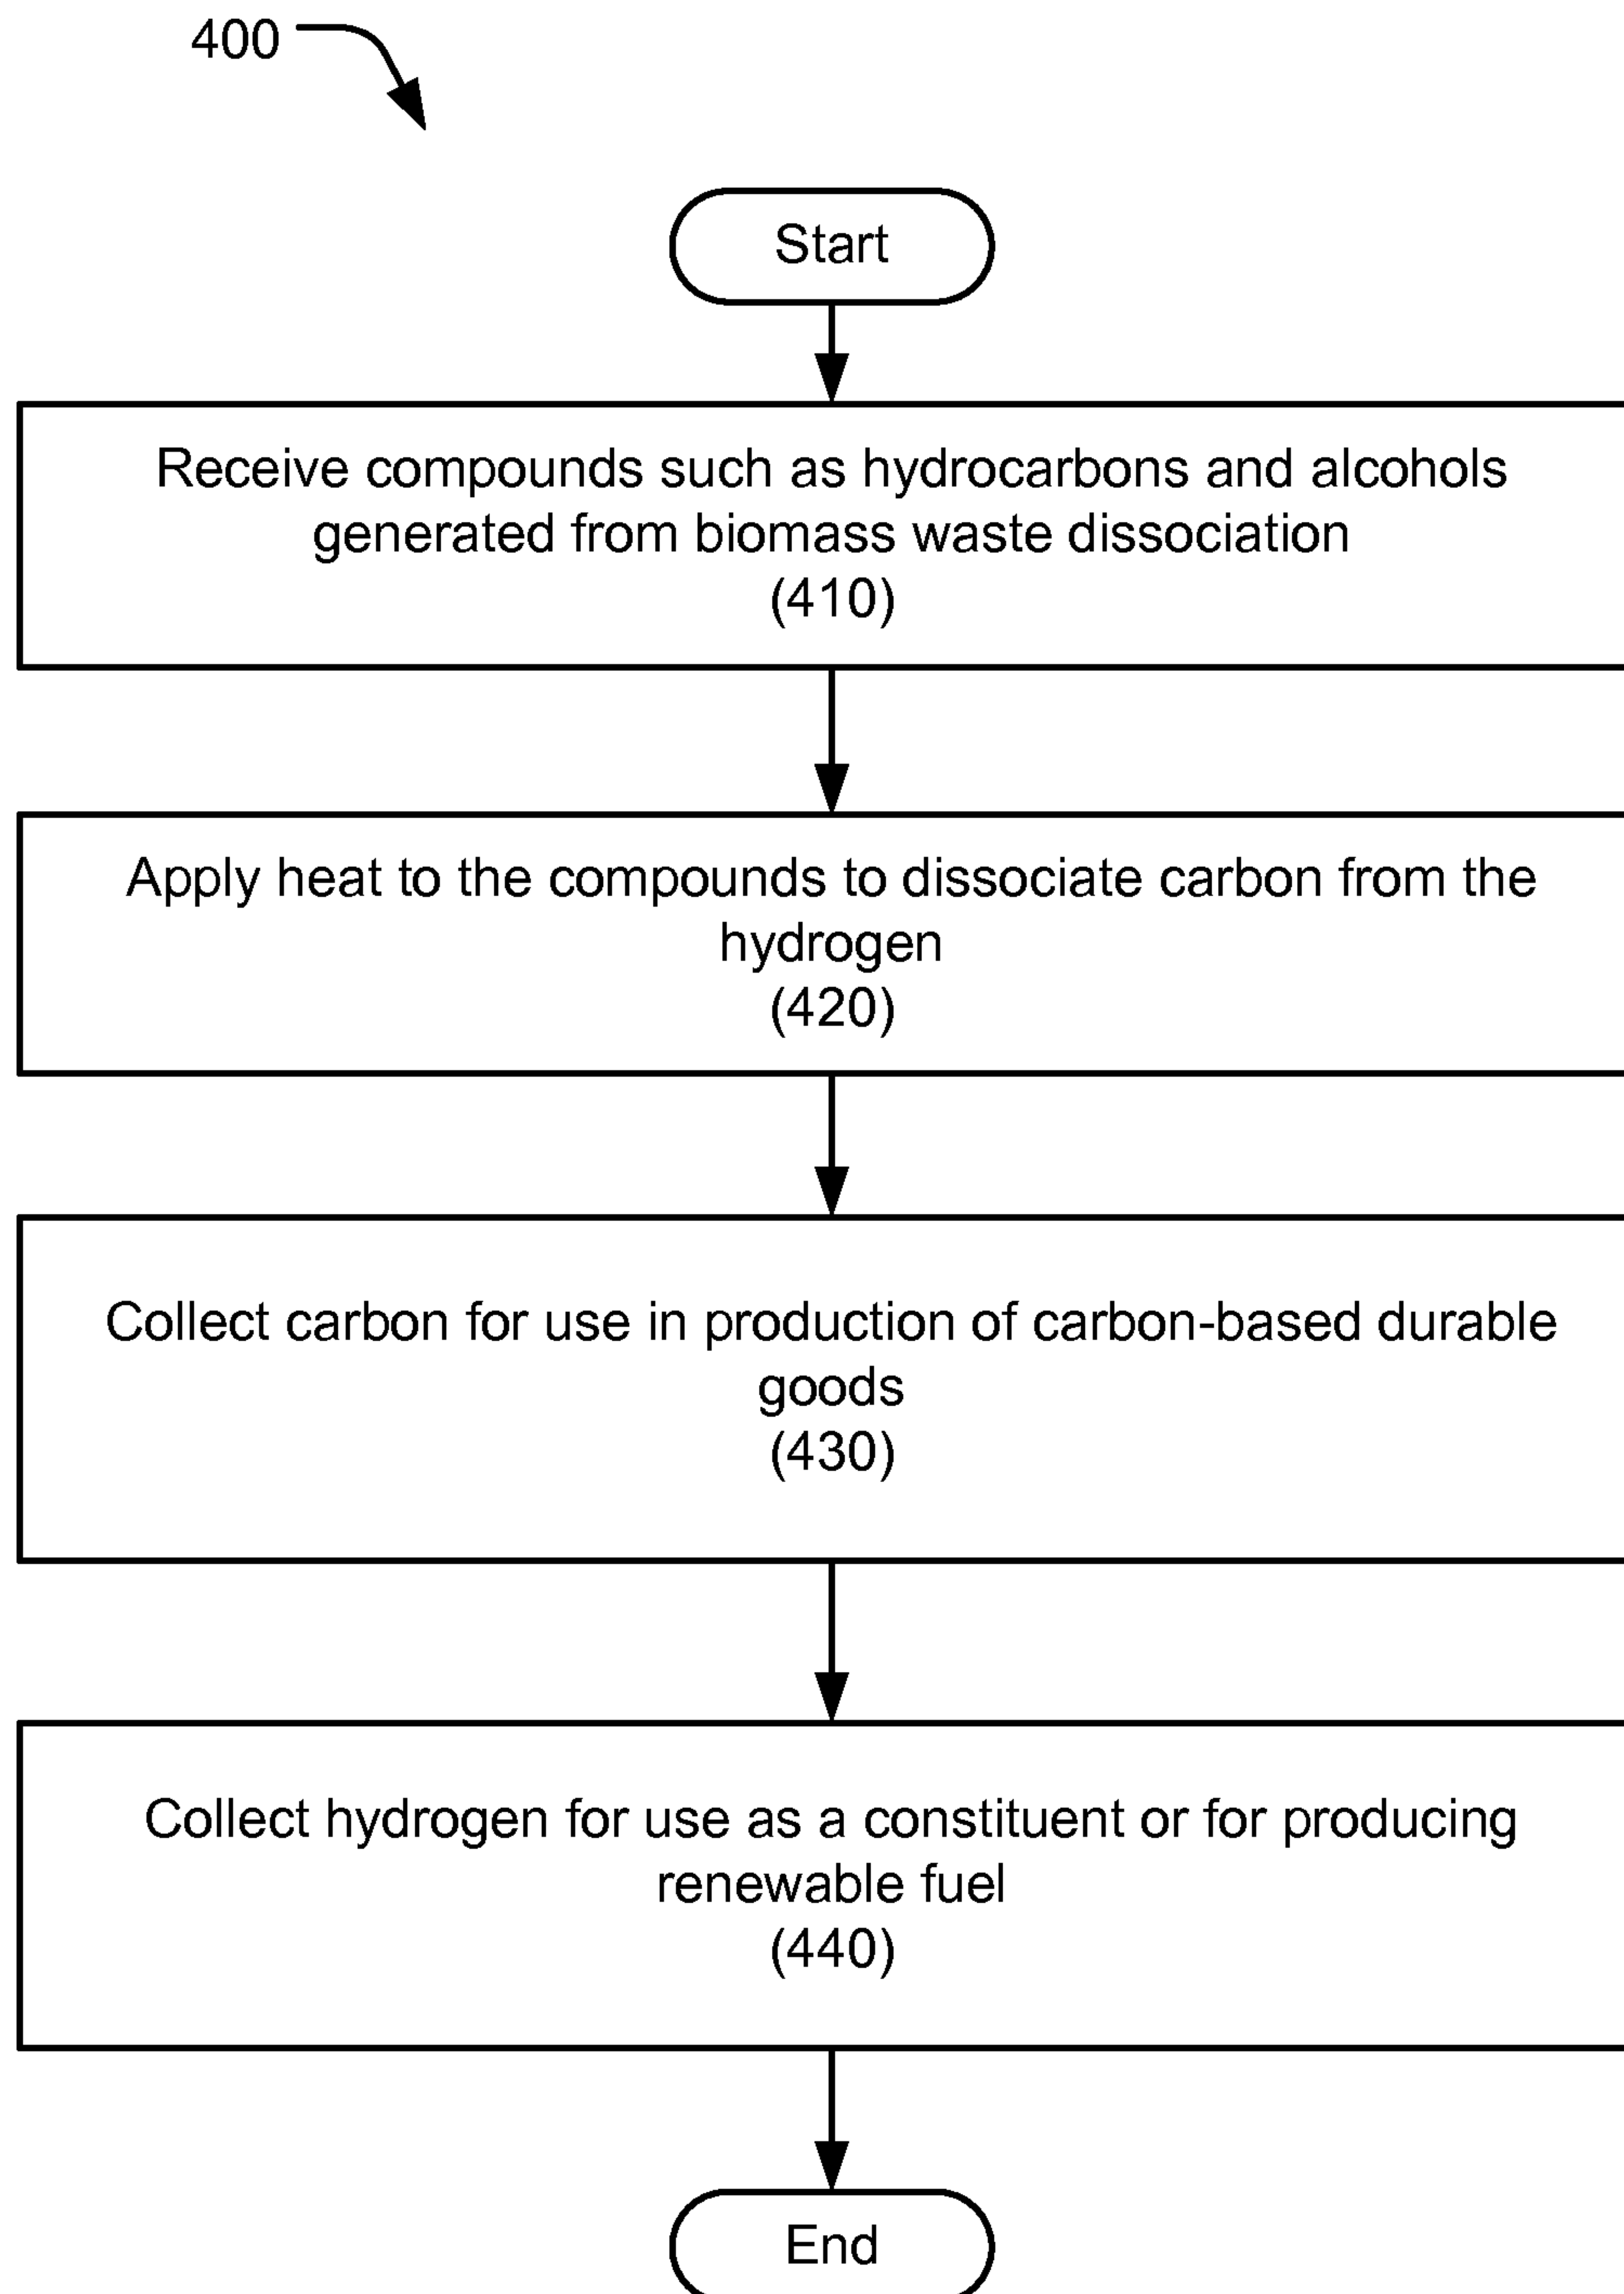 400
Start
Receive compounds such as hydrocarbons and alcohols
generated from biomass waste dissociation
(410)
Apply heat to the compounds to dissociate carbon from the
hydrogen
(420)
Collect carbon for use in production of carbon-based durable
goods
(430)
Collect hydrogen for use as a constituent or for producing
renewable fuel
(440)
End